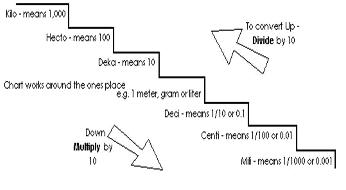 Kilo - means 1,000
To convert Up -
Divide by 10
Hecto - means 100
Deka - means 10
Chart works around the ones place
e.g. 1 meter, gram or liter
Deci - means 1/10 or 0.1
Down
Multiply by
10
Centi - means 1/100 or 0.01
Mili - means 1/1000 or 0.001